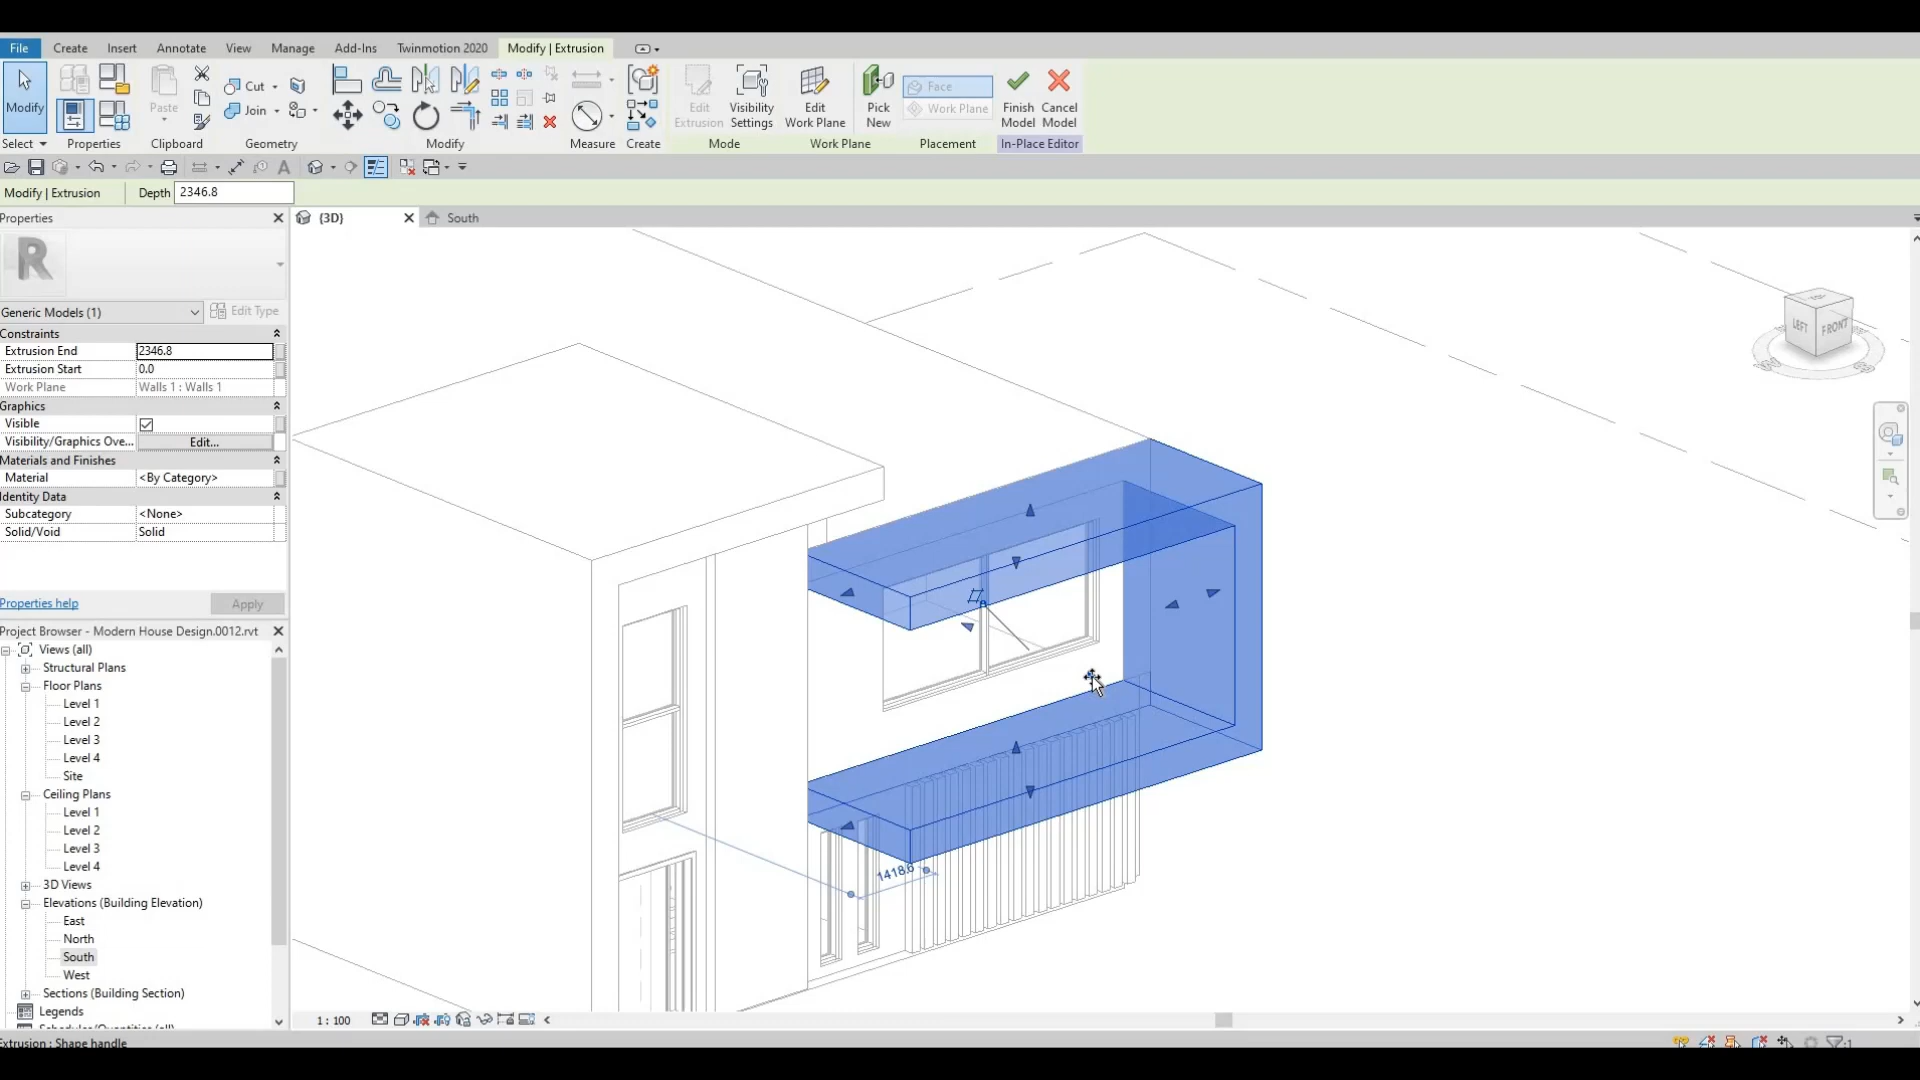 File Create Insert Annotate View Manage Add-Ins Twinmotion 2020 Modify | Extrusion
Modify Paste Cut Join Edit Extrusion Visibility Settings Edit Work Plane Pick New Face Work Plane Finish Model Cancel Model
Select Properties Clipboard Geometry Modify Measure Create Mode Work Plane Placement In-Place Editor
Modify | Extrusion Depth 2346.8
Properties
{3D} South
R
Generic Models (1) Edit Type
Constraints
Extrusion End 2346.8
Extrusion Start 0.0
Work Plane Walls 1 : Walls 1
Graphics
Visible
Visibility/Graphics Ove... Edit...
Materials and Finishes
Material <By Category>
Identity Data
Subcategory <None>
Solid/Void Solid
Properties help Apply
Project Browser - Modern House Design.0012.rvt
Views (all)
Structural Plans
Floor Plans
Level 1
Level 2
Level 3
Level 4
Site
Ceiling Plans
Level 1
Level 2
Level 3
Level 4
3D Views
Elevations (Building Elevation)
East
North
South
West
Sections (Building Section)
Legends
Schedules/Quantities (all)
LEFT FRONT
W S
1418.6
1 : 100
Extrusion : Shape handle
:1